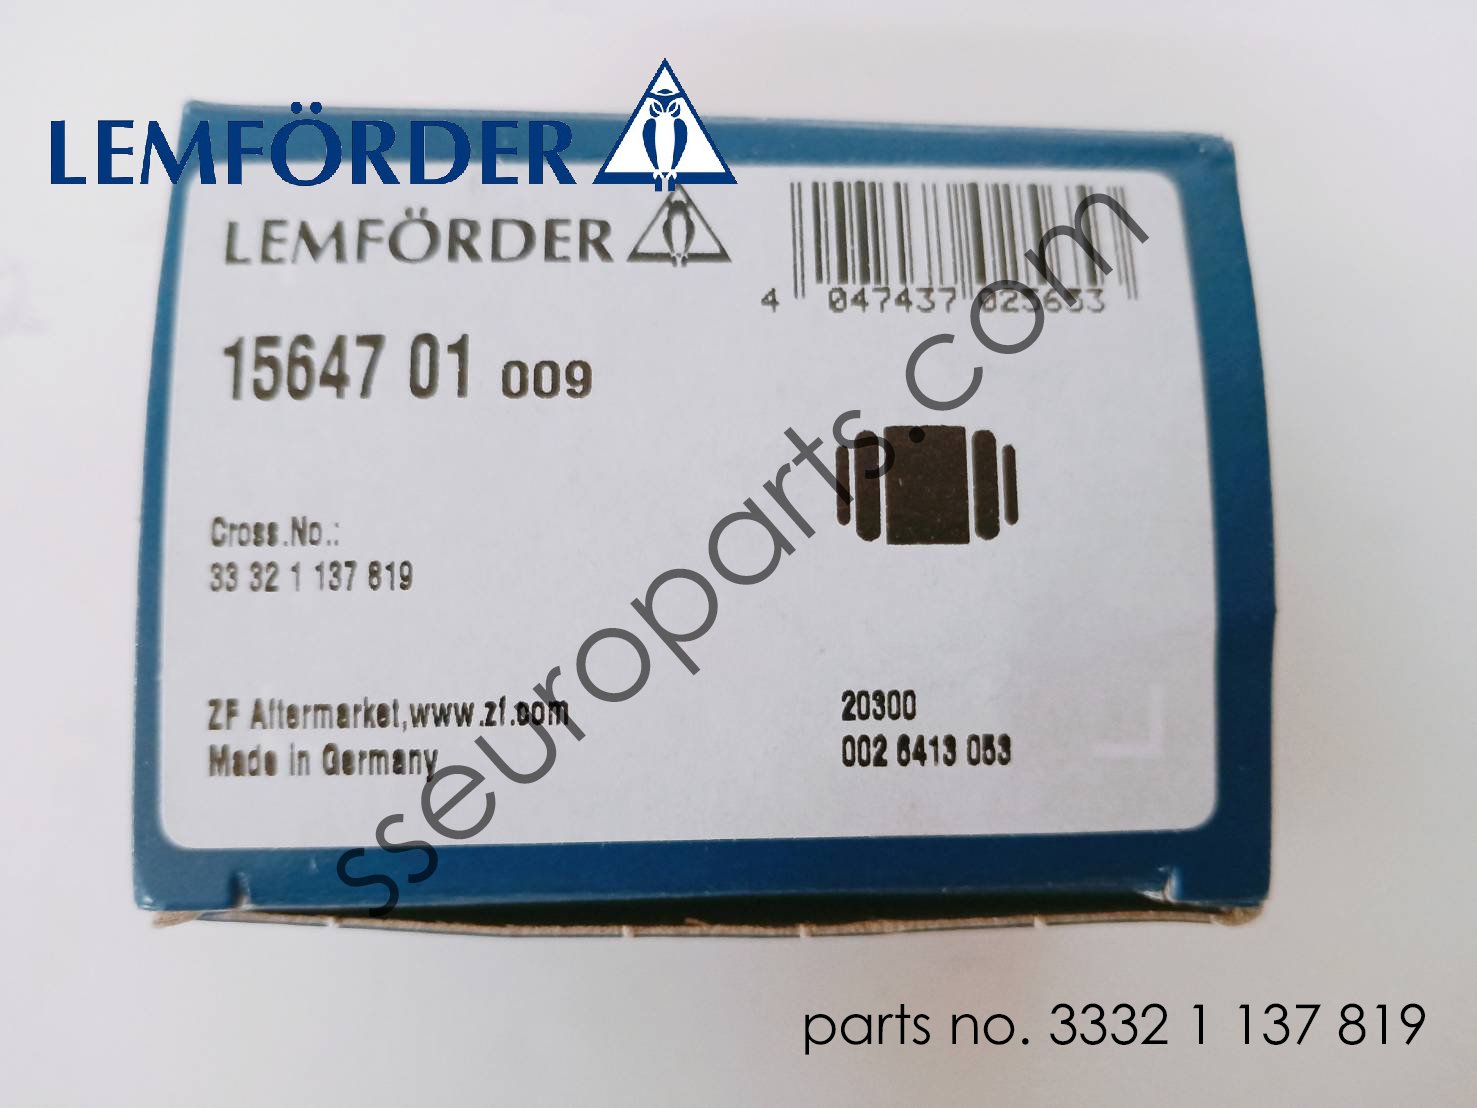 LEMFÖRDER
LEMFÖRDER
4 047437 023633
15647 01 009
Cross.No.:
33 32 1 137 819
ZF Aftermarket,www.zf.com
Made in Germany
20300
002 6413 053
sseuroparts.com
parts no. 3332 1 137 819